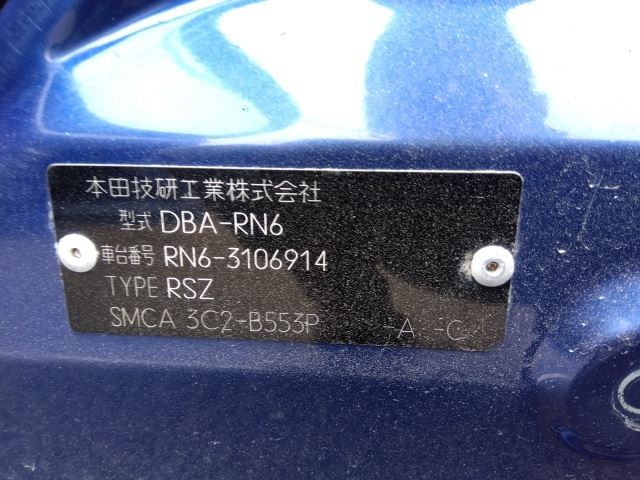 本田技研工業株式会社
型式 DBA-RN6
車台番号 RN6-3106914
TYPE RSZ
SMCA 3C2-B553P -A -C